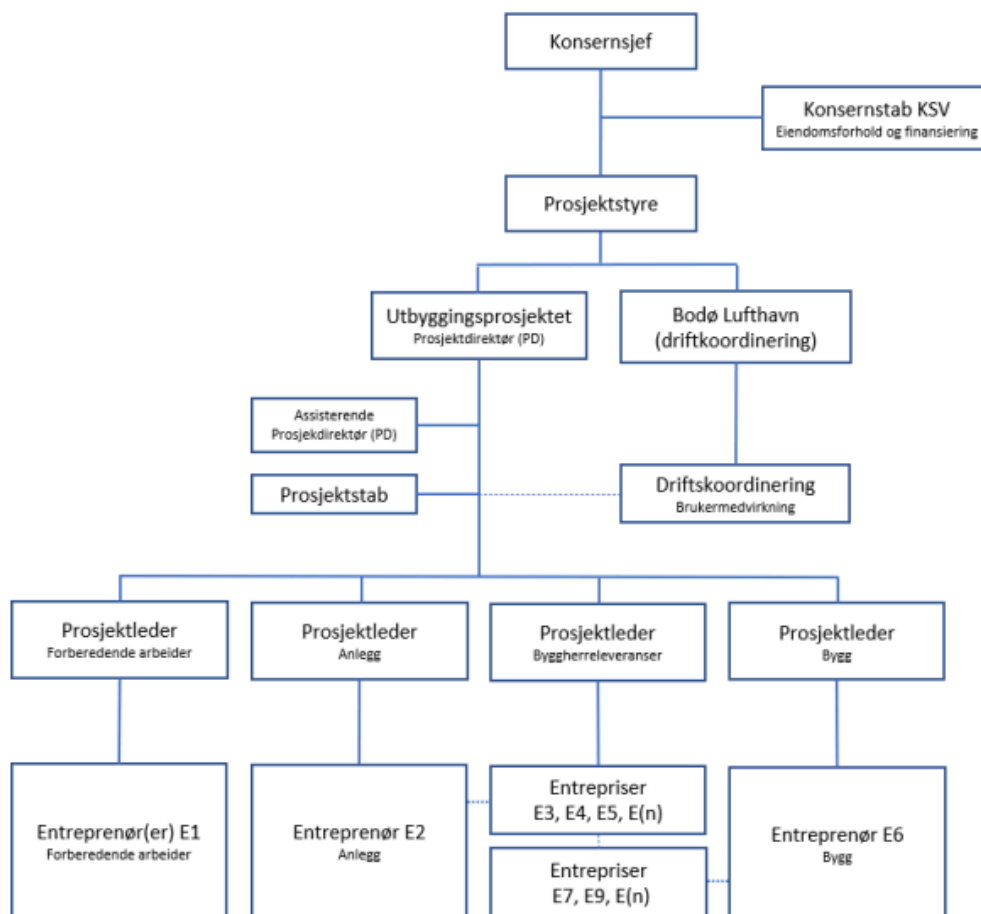 Konsernsjef
Konsernstab KSV
Eiendomsforhold og finansiering
Prosjektstyre
Utbyggingsprosjektet
Prosjektdirektør (PD)
Bodø Lufthavn
(driftkoordinering)
Assisterende
Prosjekdirektør (PD)
Prosjektstab
Driftskoordinering
Brukermedvirkning
Prosjektleder
Forberedende arbeider
Prosjektleder
Anlegg
Prosjektleder
Byggherreleveranser
Prosjektleder
Bygg
Entreprenør(er) E1
Forberedende arbeider
Entreprenør E2
Anlegg
Entrepriser
E3, E4, E5, E(n)
Entrepriser
E7, E9, E(n)
Entreprenør E6
Bygg